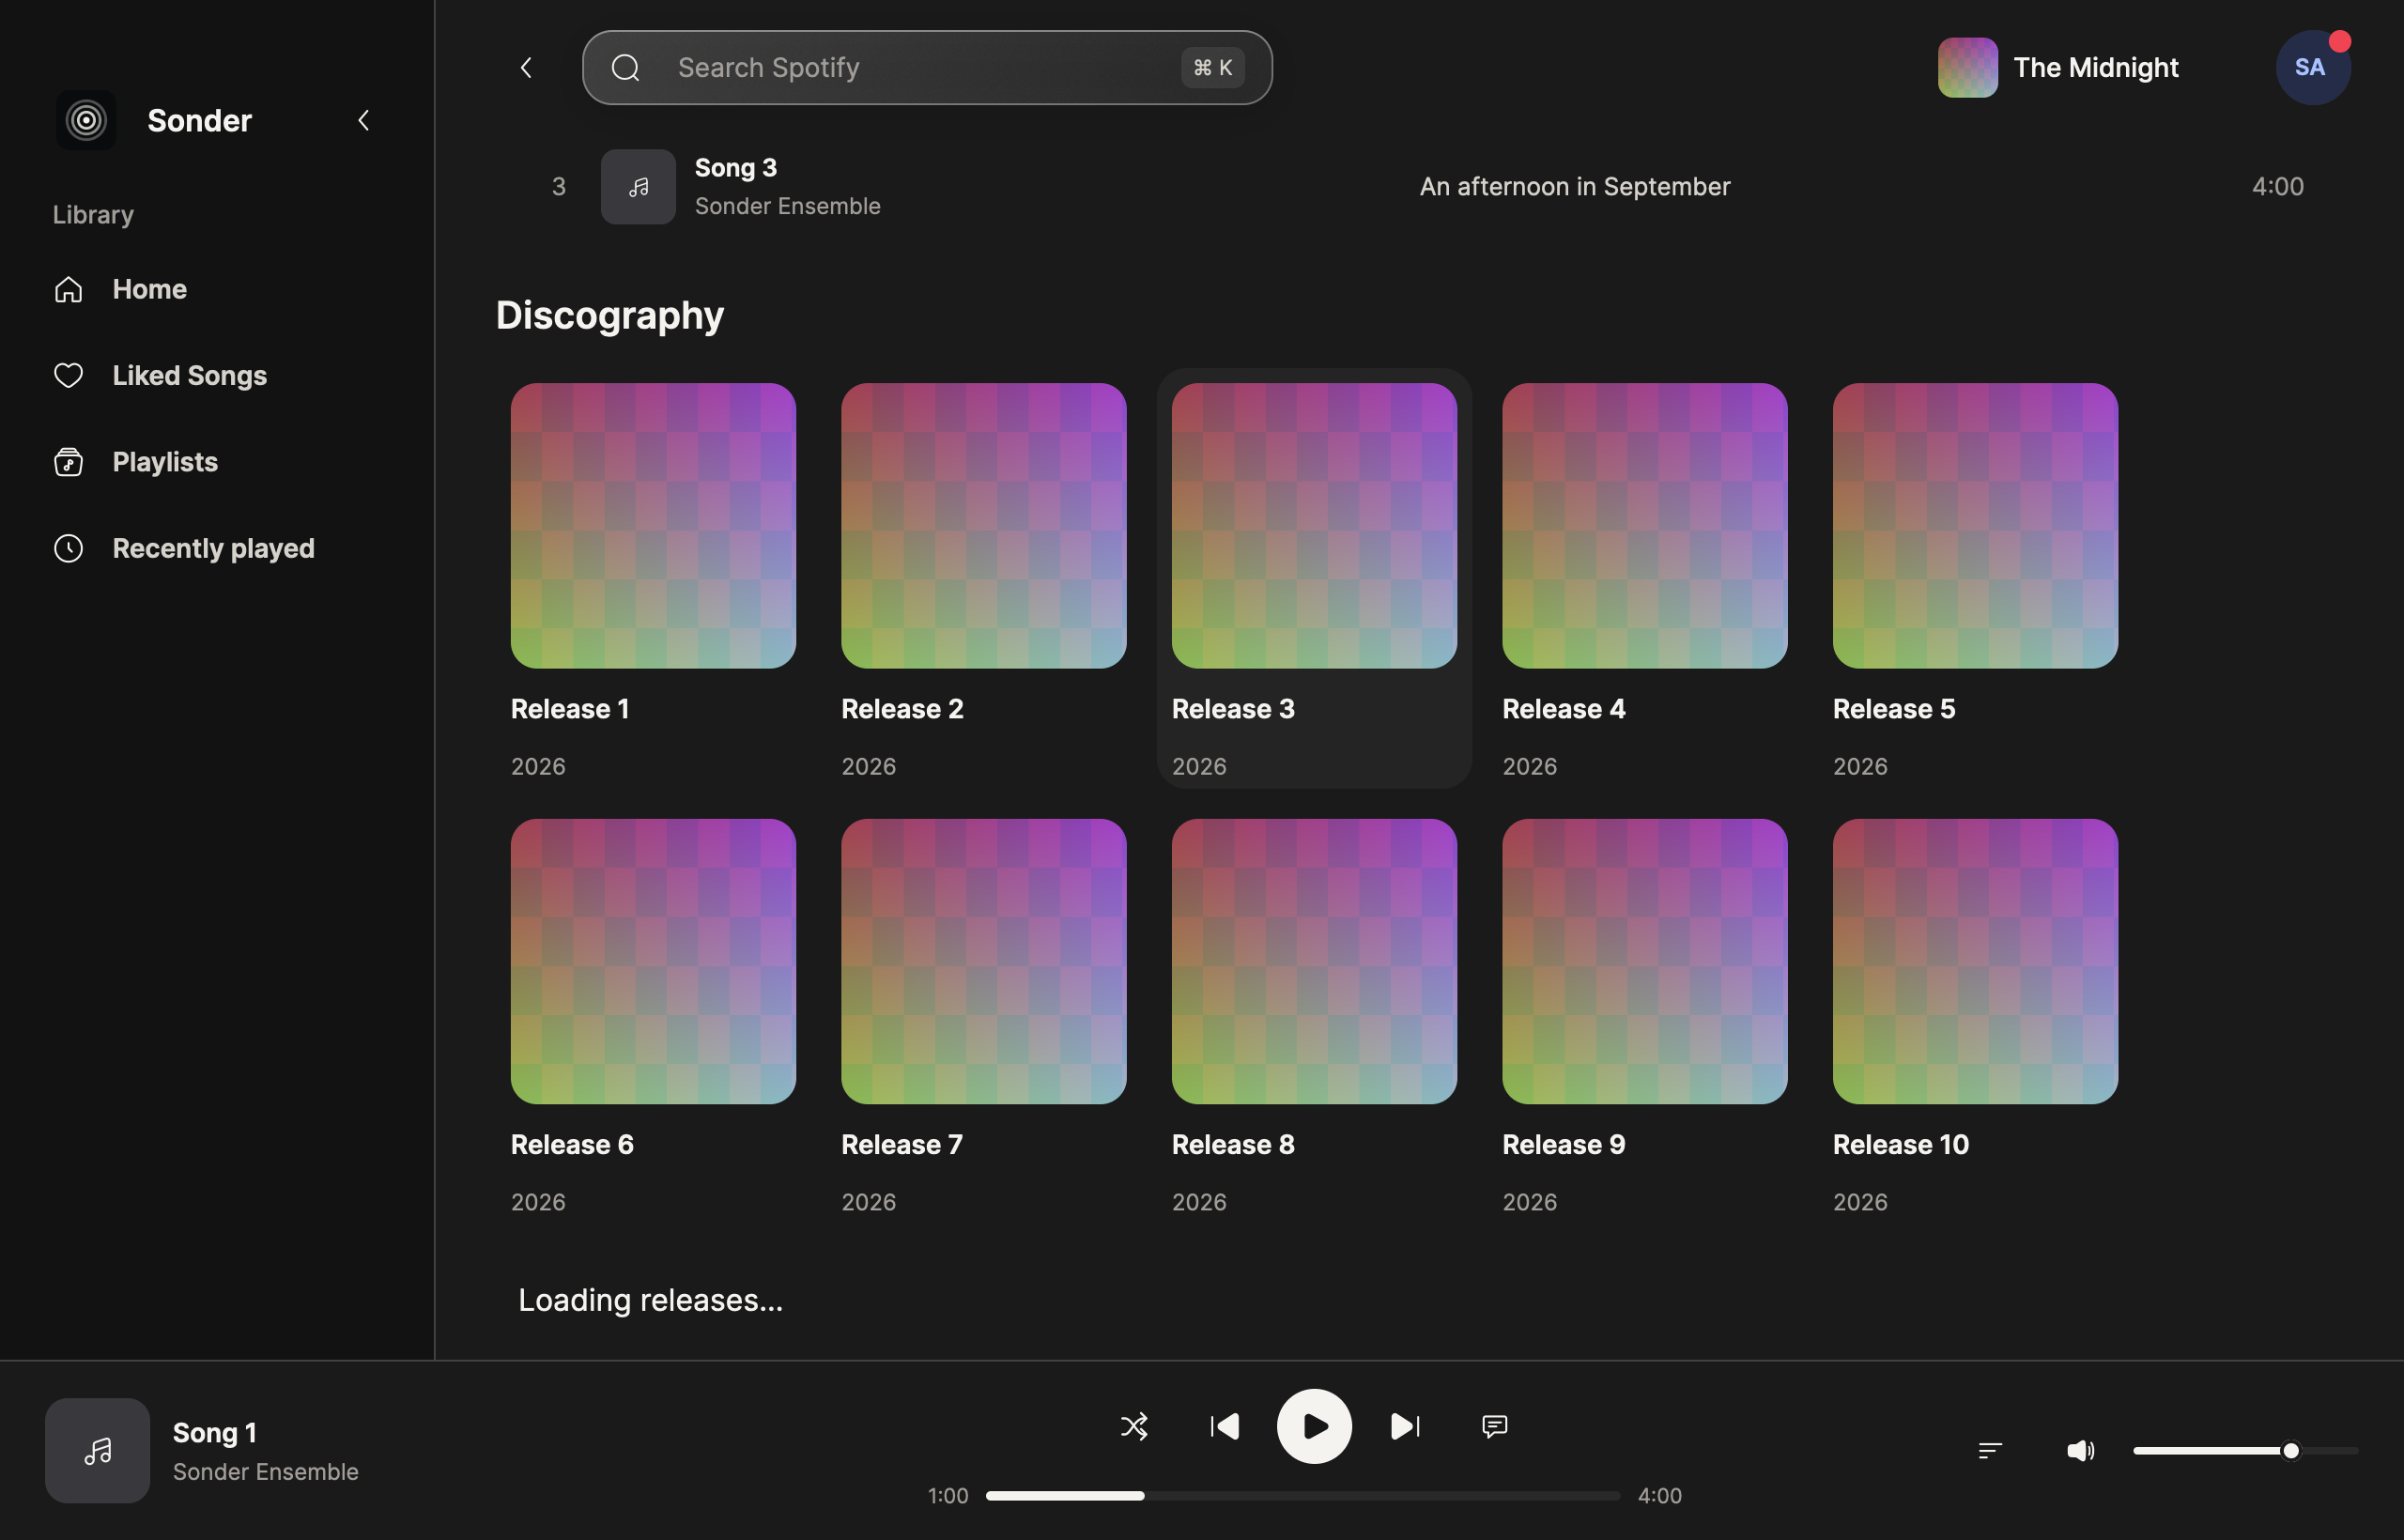 Sonder
Library
Home
Liked Songs
Playlists
Recently played
Search Spotify
⌘ K
The Midnight
SA
3
Song 3
Sonder Ensemble
An afternoon in September
4:00
Discography
Release 1
2026
Release 2
2026
Release 3
2026
Release 4
2026
Release 5
2026
Release 6
2026
Release 7
2026
Release 8
2026
Release 9
2026
Release 10
2026
Loading releases...
Song 1
Sonder Ensemble
1:00
4:00